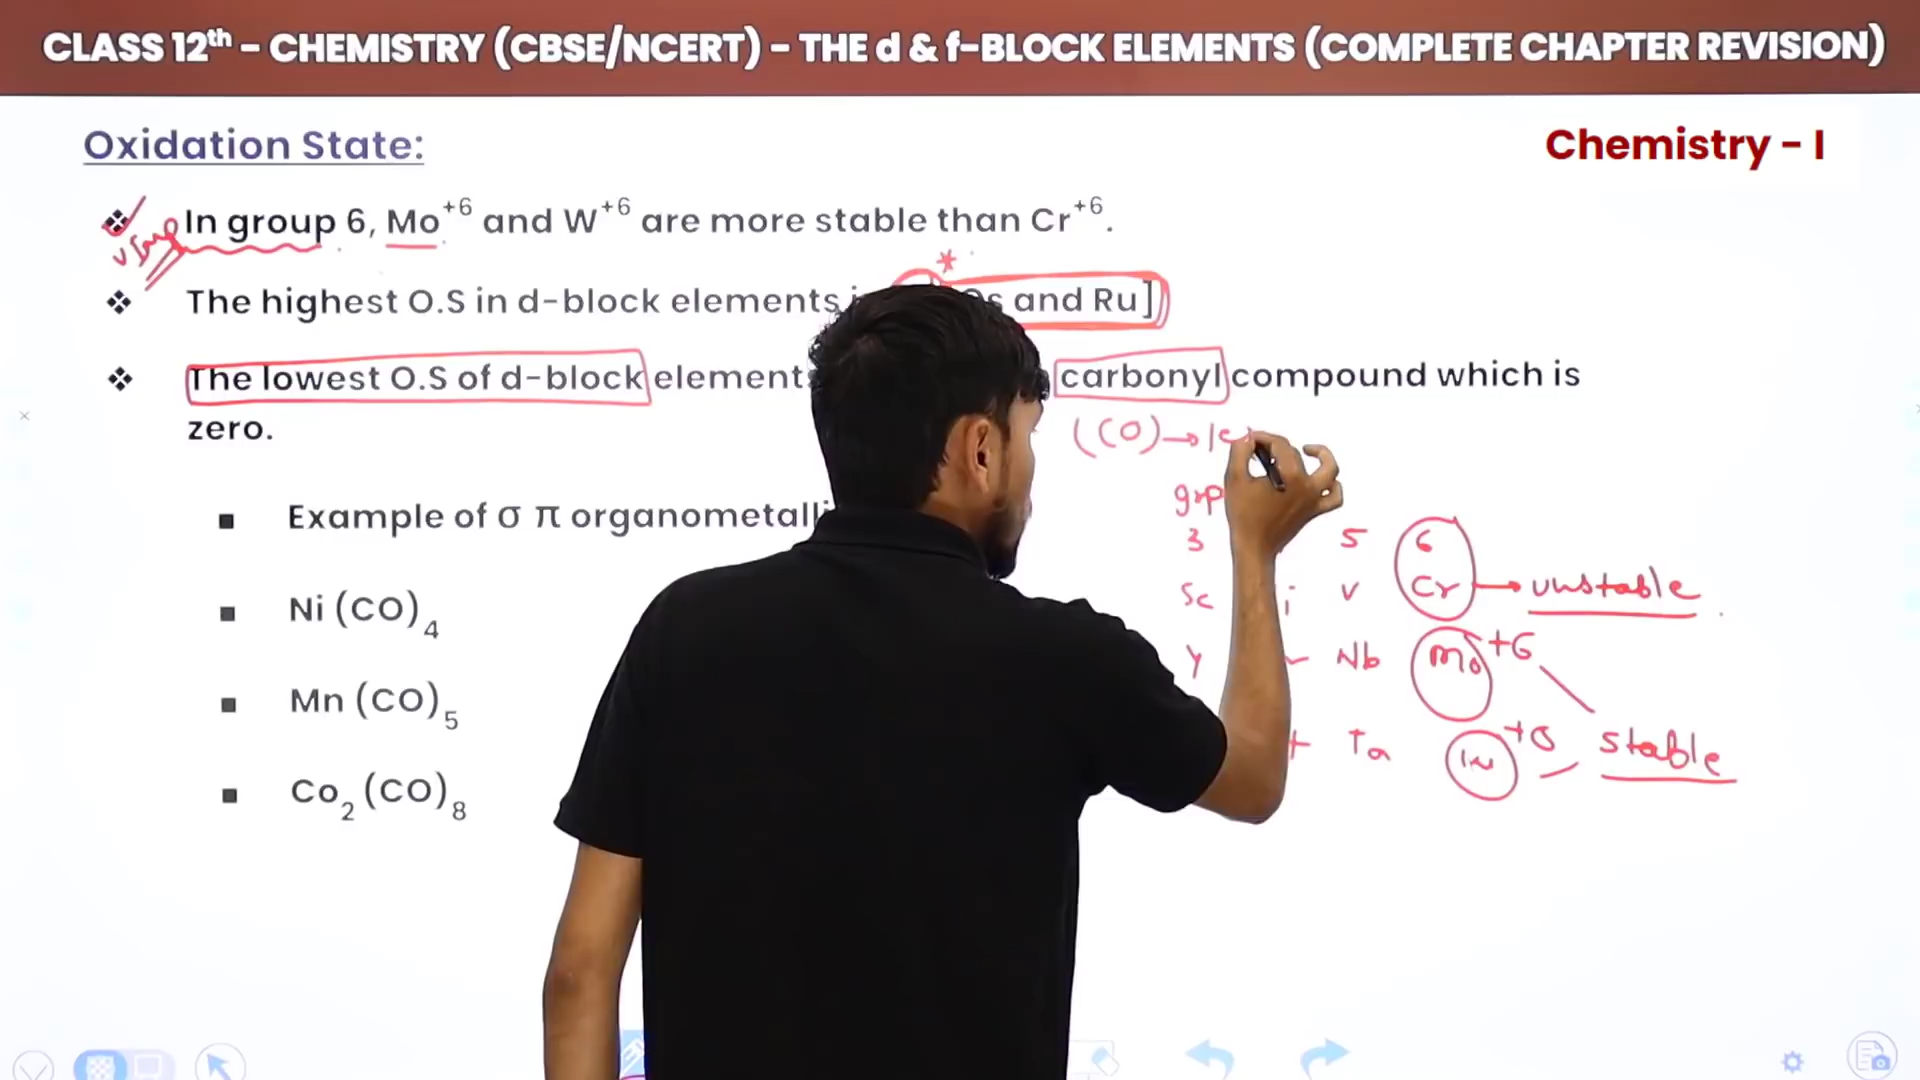 CLASS 12th – CHEMISTRY (CBSE/NCERT) – THE d & f–BLOCK ELEMENTS (COMPLETE CHAPTER REVISION)
Oxidation State:
Chemistry - I
v Imp
In group 6, Mo+6 and W+6 are more stable than Cr+6.
The highest O.S in d-block elements and Ru]
The lowest O.S of d-block element carbonyl compound which is
zero.
(CO) →
Example of σ π organometalli
grp
3 5 6
Sc V Cr → unstable
Ni (CO)4
Y Nb Mo+6
Mn (CO)5
Ta stable
Co2 (CO)8